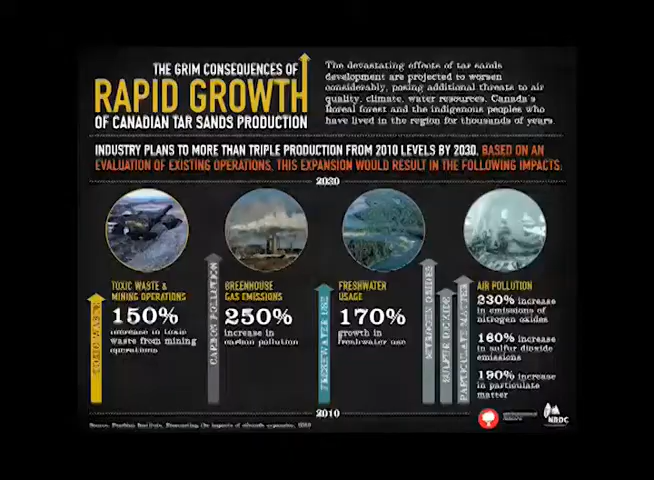 THE GRIM CONSEQUENCES OF
RAPID GROWTH
OF CANADIAN TAR SANDS PRODUCTION
The devastating effects of tar sands
development are projected to worsen
considerably, posing additional threats to air
quality, climate, water resources, Canada's
Boreal forest and the indigenous peoples who
have lived in the region for thousands of years.
INDUSTRY PLANS TO MORE THAN TRIPLE PRODUCTION FROM 2010 LEVELS BY 2030. BASED ON AN
EVALUATION OF EXISTING OPERATIONS, THIS EXPANSION WOULD RESULT IN THE FOLLOWING IMPACTS:
2030
TOXIC WASTE
TOXIC WASTE &
MINING OPERATIONS
150%
increase in toxic
waste from mining
operations
CARBON POLLUTION
GREENHOUSE
GAS EMISSIONS
250%
increase in
carbon pollution
FRESHWATER USE
FRESHWATER
USAGE
170%
growth in
freshwater use
NITROGEN OXIDES
SULFUR DIOXIDE
PARTICULATE MATTER
AIR POLLUTION
230% increase
in emissions of
nitrogen oxides
160% increase
in sulfur dioxide
emissions
190% increase
in particulate
matter
2010
Source: Pembina Institute,
NRDC